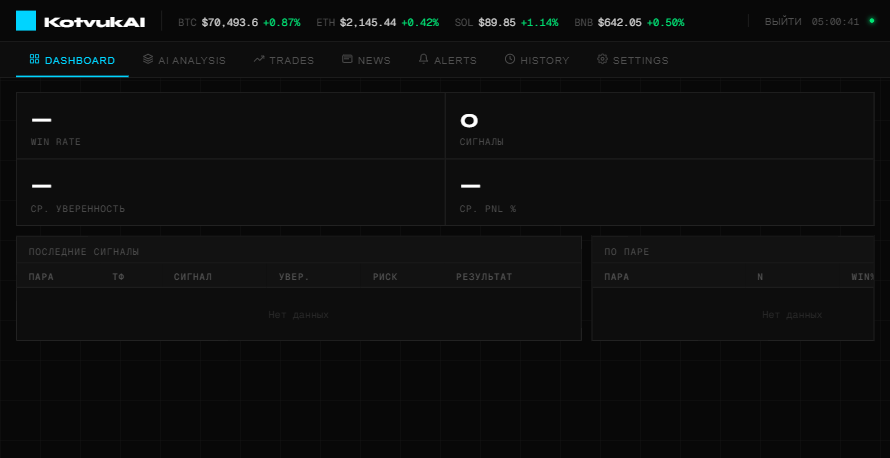 KotvukAI BTC $70,493.6 +0.87% ETH $2,145.44 +0.42% SOL $89.85 +1.14% BNB $642.05 +0.50% ВЫЙТИ 05:00:41
DASHBOARD AI ANALYSIS TRADES NEWS ALERTS HISTORY SETTINGS
—
WIN RATE
0
СИГНАЛЫ
—
СР. УВЕРЕННОСТЬ
—
СР. PNL %
ПОСЛЕДНИЕ СИГНАЛЫ
ПАРА ТФ СИГНАЛ УВЕР. РИСК РЕЗУЛЬТАТ
Нет данных
ПО ПАРЕ
ПАРА N WIN%
Нет данных